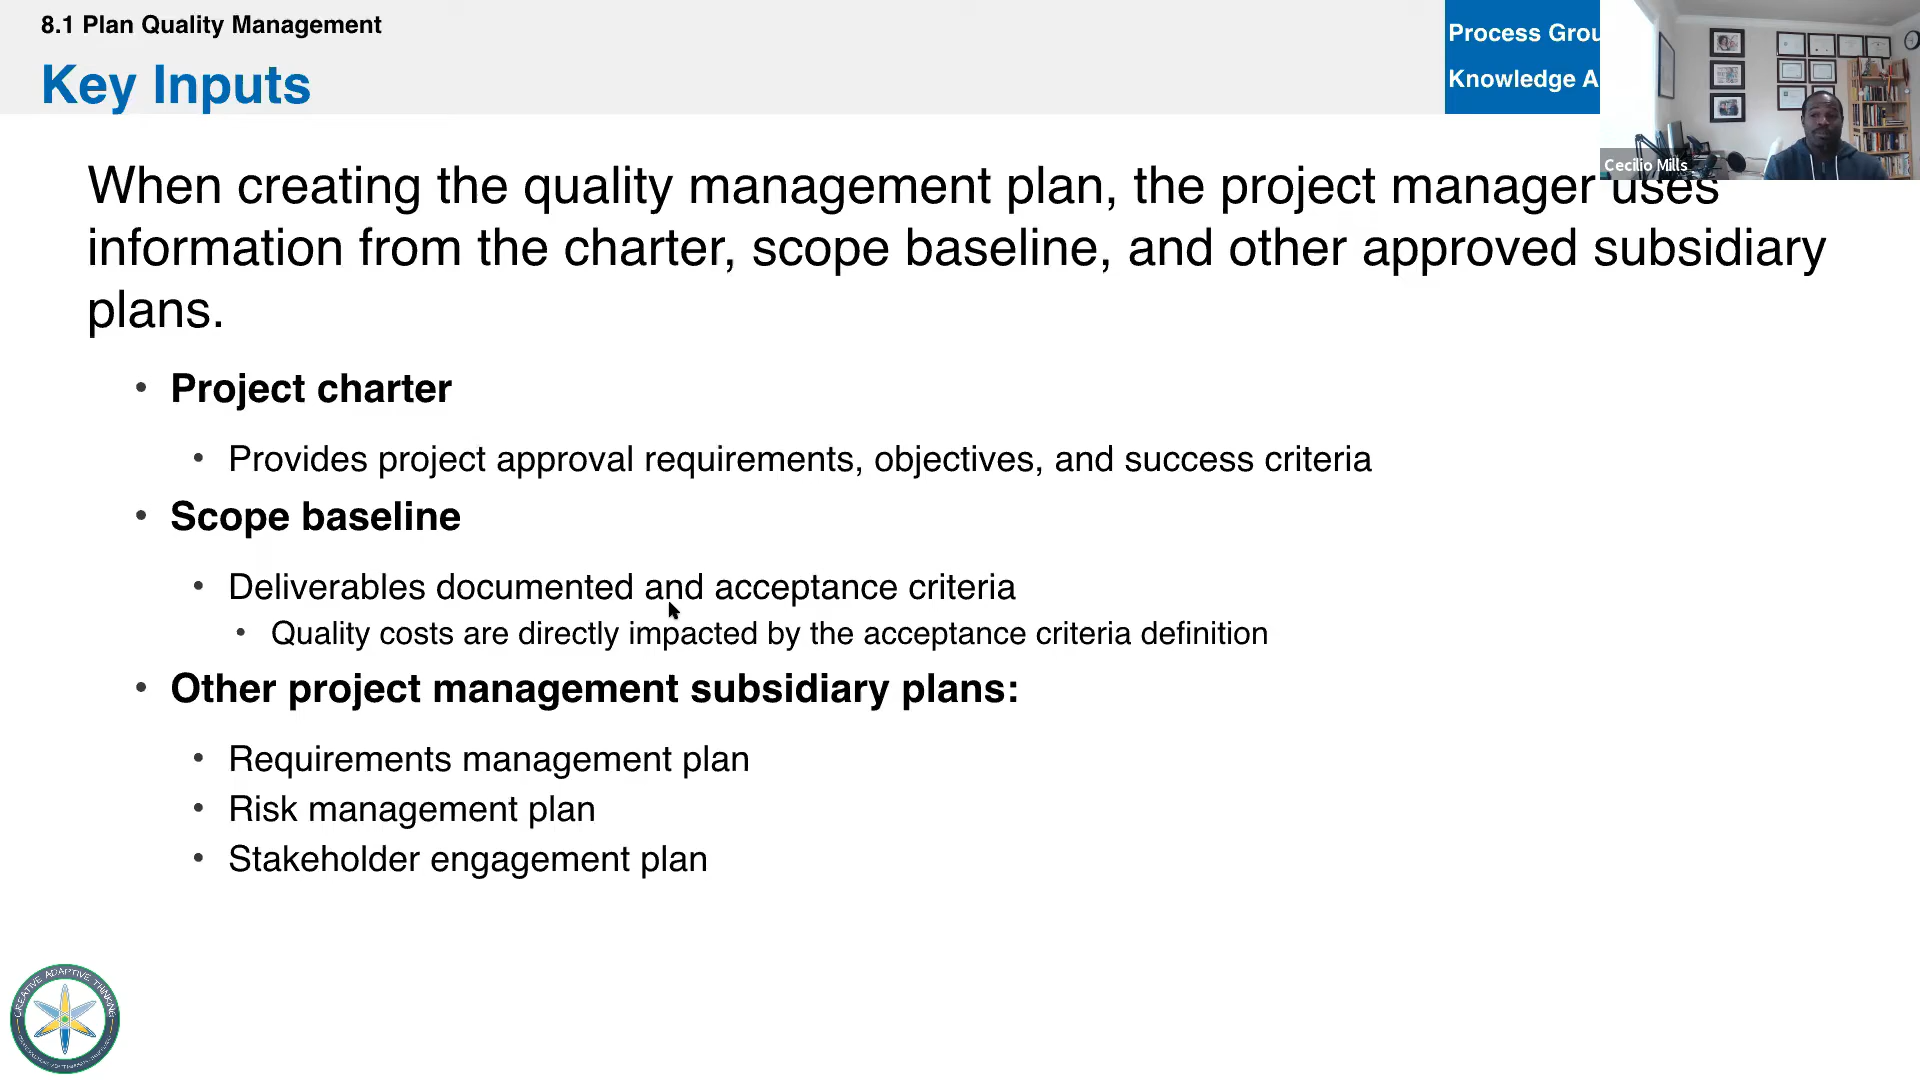 8.1 Plan Quality Management
Key Inputs
Process Grou
Knowledge A
Cecilio Mills
When creating the quality management plan, the project manager uses
information from the charter, scope baseline, and other approved subsidiary
plans.
• Project charter
• Provides project approval requirements, objectives, and success criteria
• Scope baseline
• Deliverables documented and acceptance criteria
• Quality costs are directly impacted by the acceptance criteria definition
• Other project management subsidiary plans:
• Requirements management plan
• Risk management plan
• Stakeholder engagement plan
CREATIVE ADAPTIVE THINKING